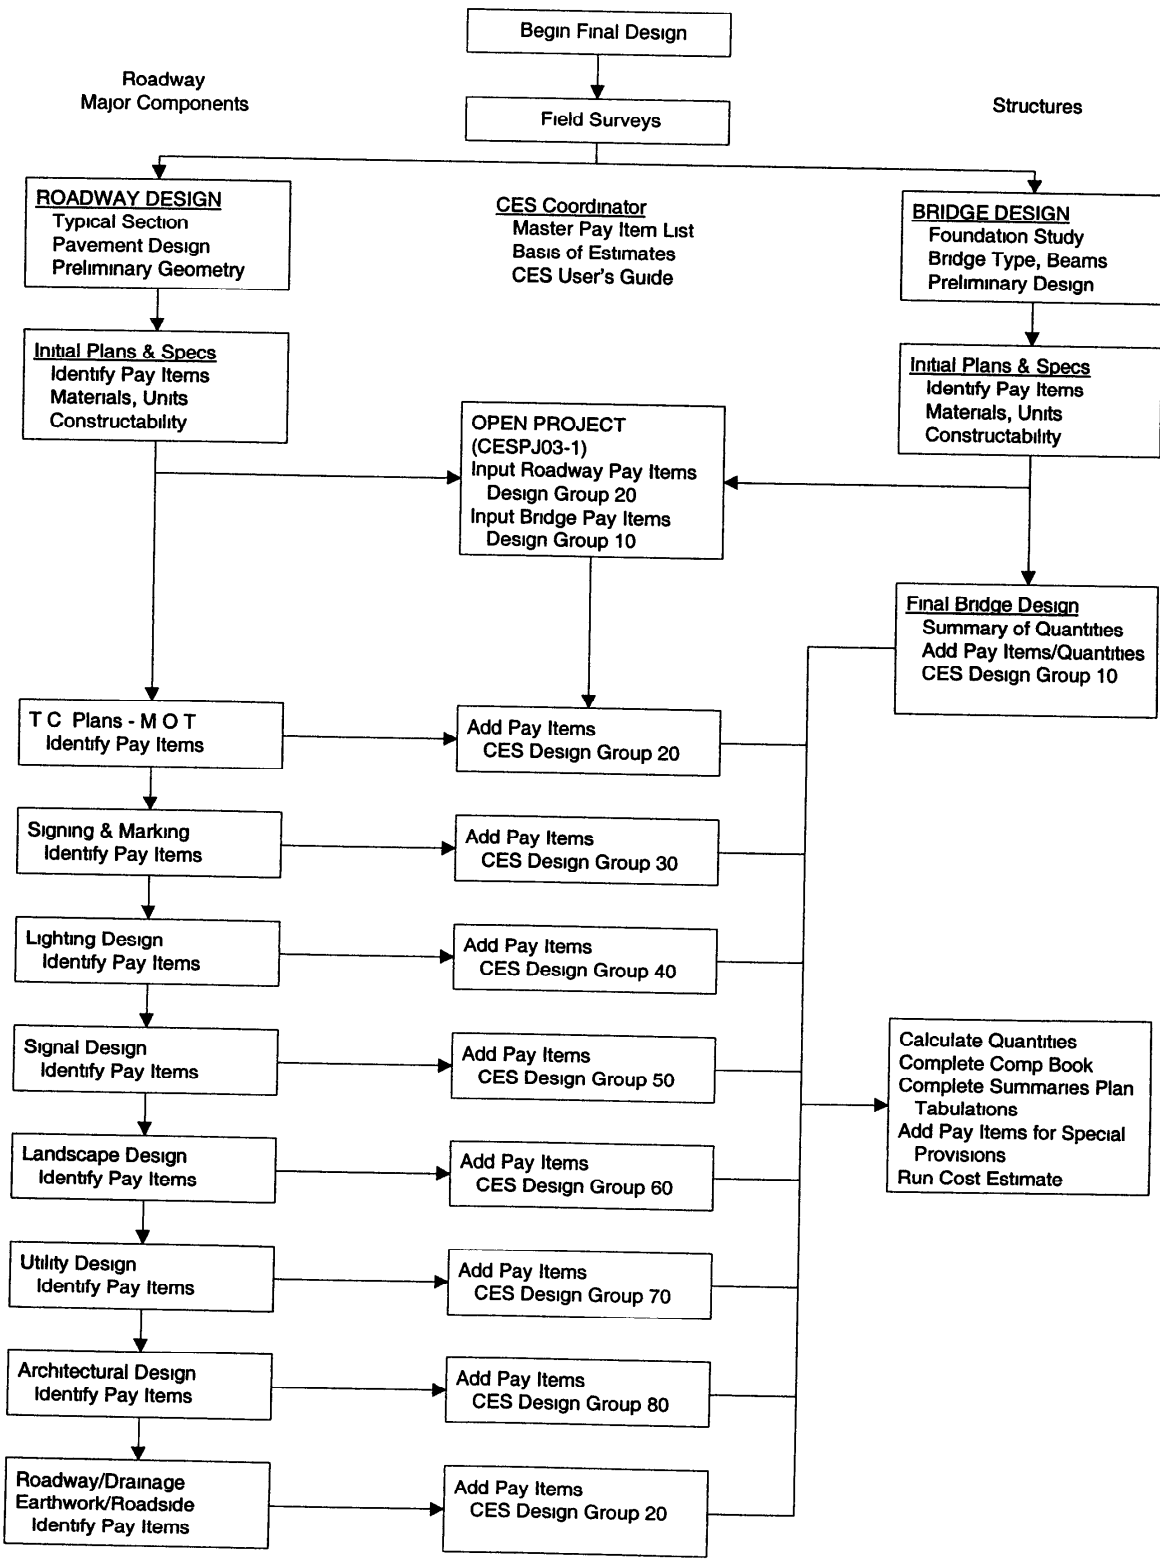 Begin Final Design
Roadway
Major Components
Field Surveys
Structures
ROADWAY DESIGN
Typical Section
Pavement Design
Preliminary Geometry
CES Coordinator
Master Pay Item List
Basis of Estimates
CES User's Guide
BRIDGE DESIGN
Foundation Study
Bridge Type, Beams
Preliminary Design
Initial Plans & Specs
Identify Pay Items
Materials, Units
Constructability
Initial Plans & Specs
Identify Pay Items
Materials, Units
Constructability
OPEN PROJECT
(CESPJ03-1)
Input Roadway Pay Items
Design Group 20
Input Bridge Pay Items
Design Group 10
Final Bridge Design
Summary of Quantities
Add Pay Items/Quantities
CES Design Group 10
T C Plans - M O T
Identify Pay Items
Add Pay Items
CES Design Group 20
Signing & Marking
Identify Pay Items
Add Pay Items
CES Design Group 30
Lighting Design
Identify Pay Items
Add Pay Items
CES Design Group 40
Signal Design
Identify Pay Items
Add Pay Items
CES Design Group 50
Calculate Quantities
Complete Comp Book
Complete Summaries Plan
Tabulations
Add Pay Items for Special
Provisions
Run Cost Estimate
Landscape Design
Identify Pay Items
Add Pay Items
CES Design Group 60
Utility Design
Identify Pay Items
Add Pay Items
CES Design Group 70
Architectural Design
Identify Pay Items
Add Pay Items
CES Design Group 80
Roadway/Drainage
Earthwork/Roadside
Identify Pay Items
Add Pay Items
CES Design Group 20